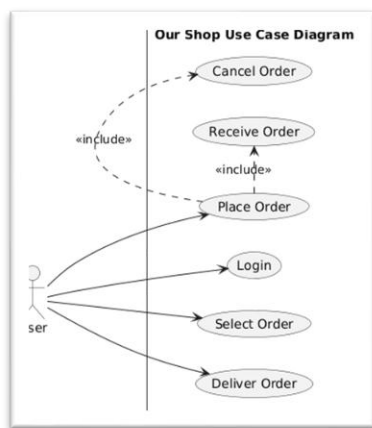 Our Shop Use Case Diagram
Cancel Order
«include»
Receive Order
«include»
Place Order
Login
Select Order
ser
Deliver Order